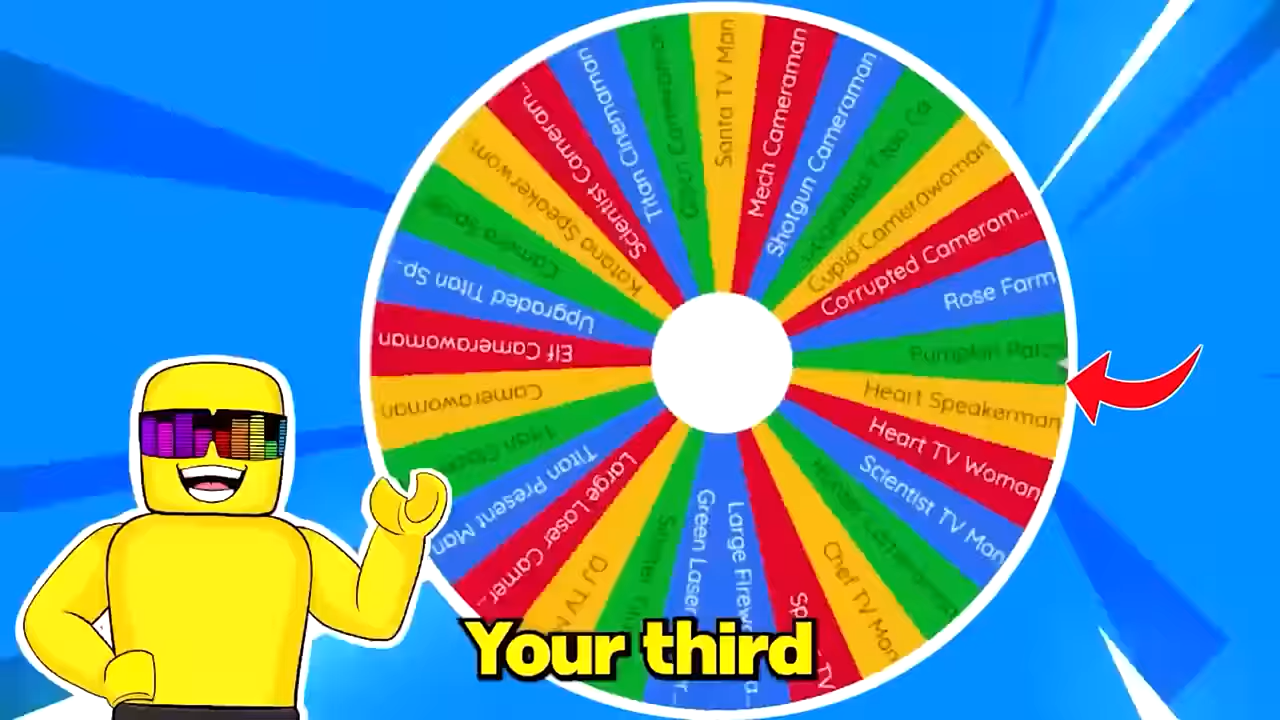 Santa TV Man
Mech Cameraman
Shotgun Cameraman
Cupid Camerawoman
Corrupted Cameram...
Rose Farm
Pumpkin
Heart Speakerman
Heart TV Woman
Scientist TV Man
Chef TV Man
TV
Large
Green Laser
DJ TV
Large Laser Camer...
Titan Present Man
Titan
Camerawoman
Elf Camerawoman
Upgraded Titan Sp...
Camera
Katana Speakerwom...
Scientist Cameram...
Titan Cinemaman
Your third